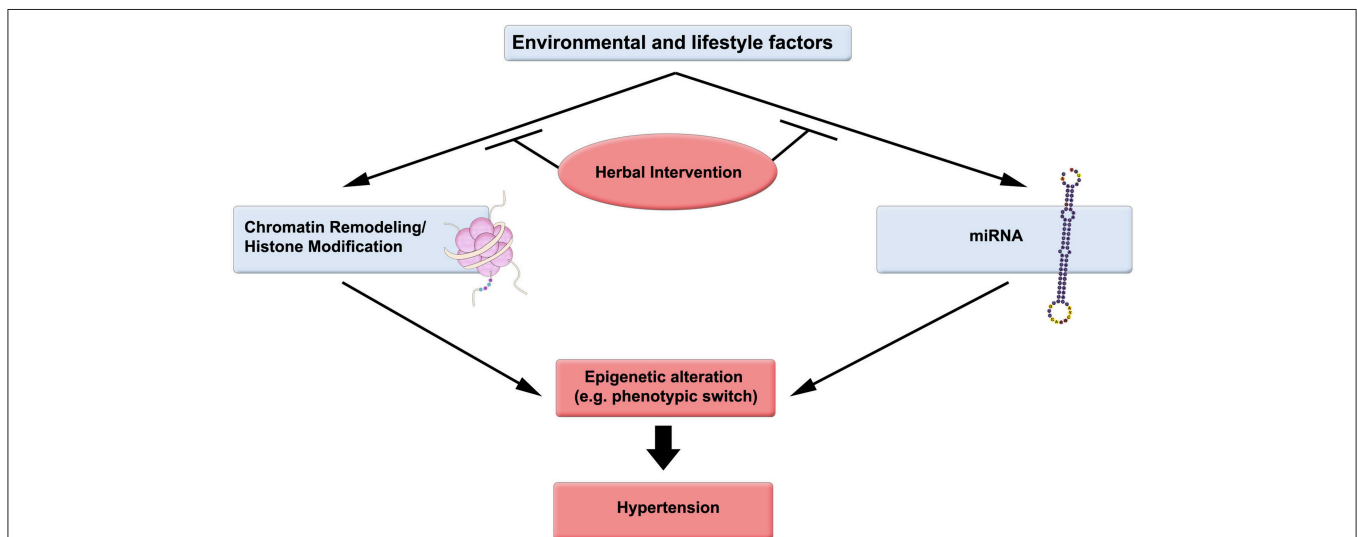 Environmental and lifestyle factors
Herbal Intervention
Chromatin Remodeling/
Histone Modification
miRNA
Epigenetic alteration
(e.g. phenotypic switch)
Hypertension